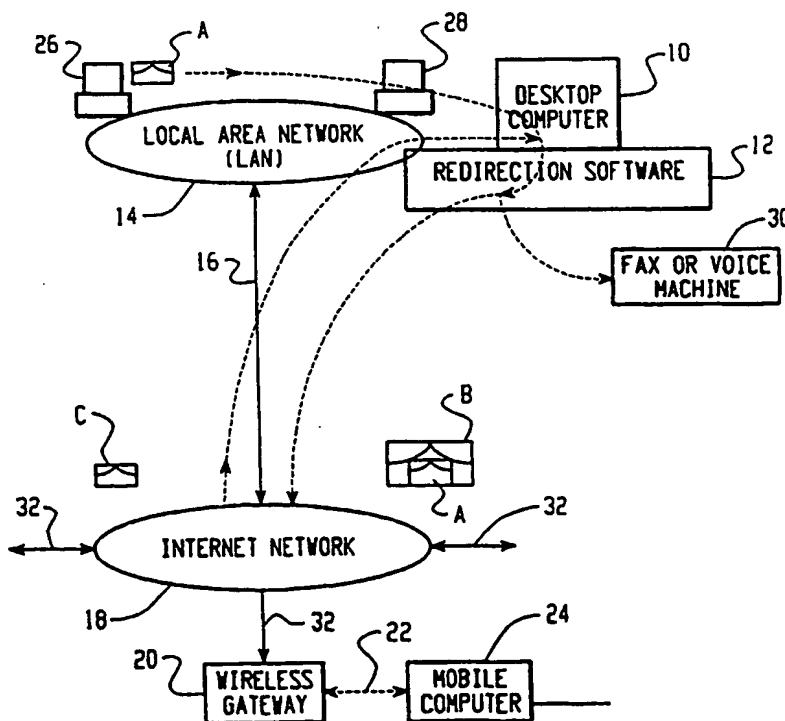 26
A
28
10
DESKTOP
COMPUTER
LOCAL AREA NETWORK
(LAN)
12
REDIRECTION SOFTWARE
14
30
16
FAX OR VOICE
MACHINE
C
B
A
32
32
INTERNET NETWORK
18
32
24
20
22
WIRELESS
GATEWAY
MOBILE
COMPUTER